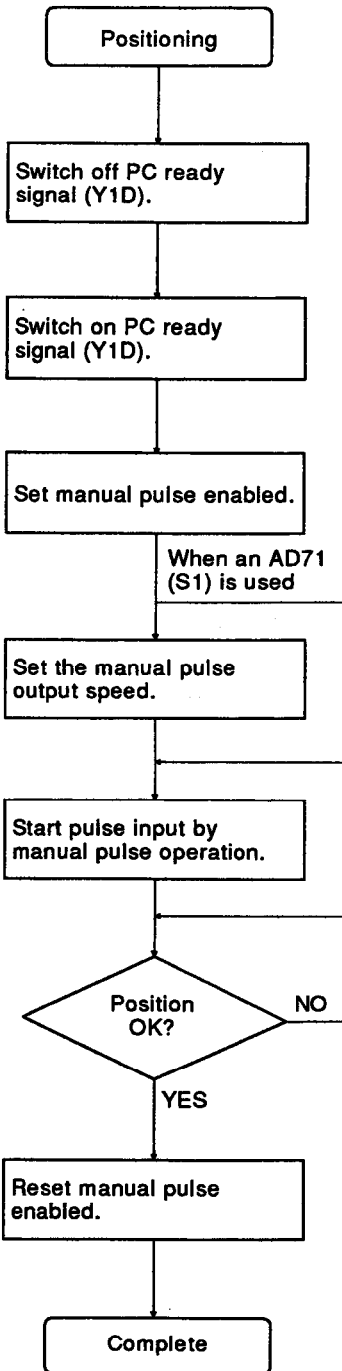 Positioning
Switch off PC ready
signal (Y1D).
Switch on PC ready
signal (Y1D).
Set manual pulse enabled.
When an AD71
(S1) is used
Set the manual pulse
output speed.
Start pulse input by
manual pulse operation.
Position
OK?
NO
YES
Reset manual pulse
enabled.
Complete